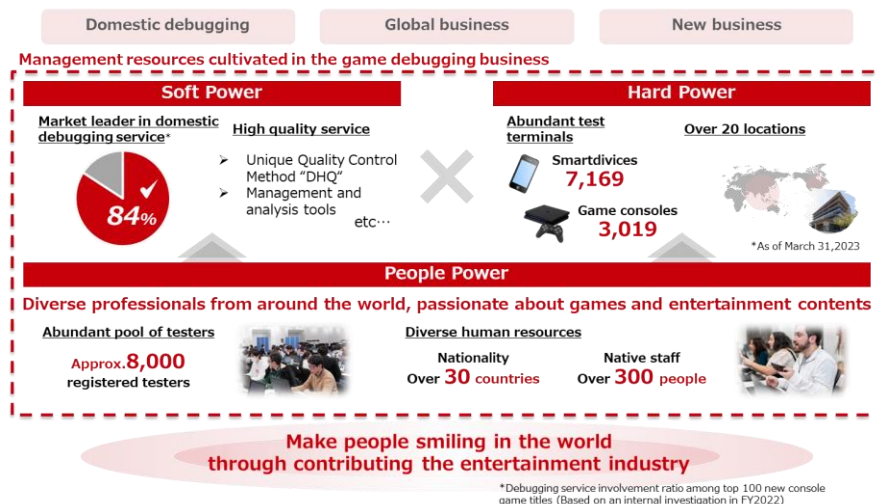 Domestic debugging
Global business
New business
Management resources cultivated in the game debugging business
Soft Power
Market leader in domestic
debugging service*
84%
High quality service
➢ Unique Quality Control
Method "DHQ"
➢ Management and
analysis tools
etc…
Hard Power
Abundant test
terminals
Smartdivices
7,169
Game consoles
3,019
Over 20 locations
*As of March 31,2023
People Power
Diverse professionals from around the world, passionate about games and entertainment contents
Abundant pool of testers
Approx.8,000
registered testers
Diverse human resources
Nationality
Over 30 countries
Native staff
Over 300 people
Make people smiling in the world
through contributing the entertainment industry
*Debugging service involvement ratio among top 100 new console
game titles (Based on an internal investigation in FY2022)